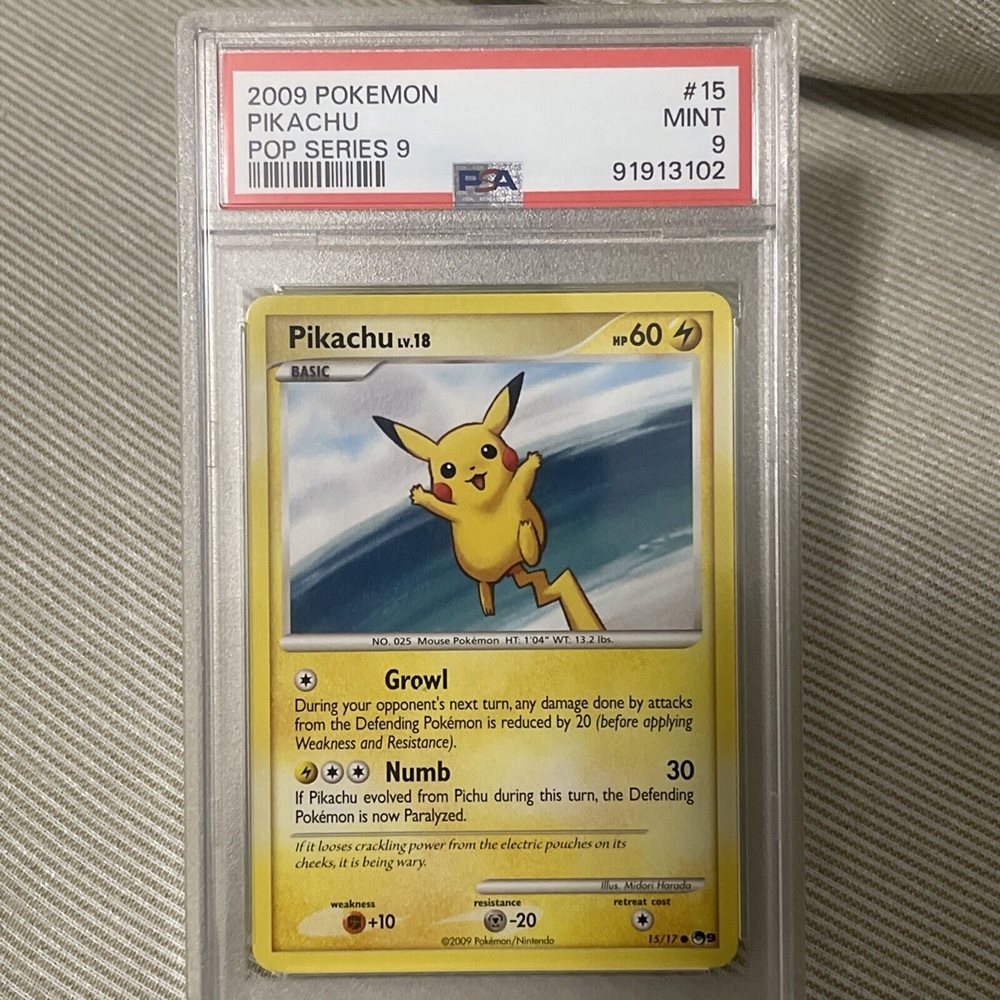 2009 POKEMON #15
PIKACHU MINT
POP SERIES 9 9
PSA 91913102
Pikachu LV.18 HP 60
BASIC
NO. 025 Mouse Pokémon HT: 1'04" WT: 13.2 lbs.
Growl
During your opponent's next turn, any damage done by attacks
from the Defending Pokémon is reduced by 20 (before applying
Weakness and Resistance).
Numb 30
If Pikachu evolved from Pichu during this turn, the Defending
Pokémon is now Paralyzed.
If it looses crackling power from the electric pouches on its
cheeks, it is being wary.
Illus. Midori Harada
weakness resistance retreat cost
+10 -20
©2009 Pokémon/Nintendo 15/17 9